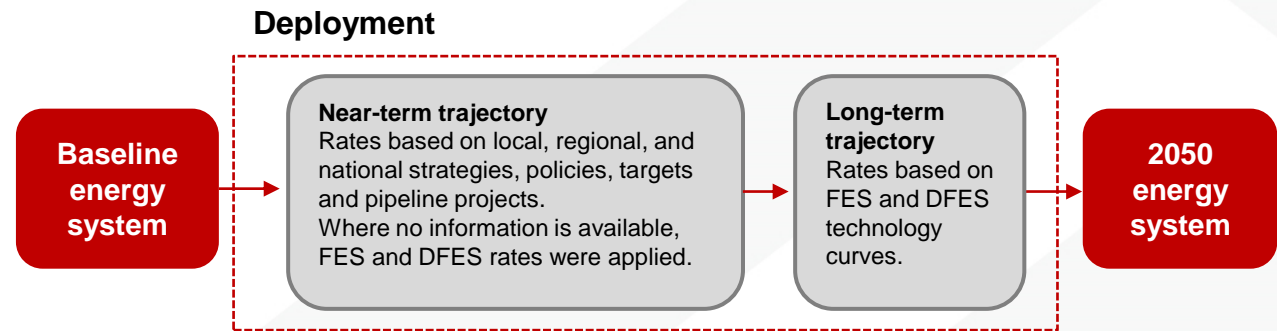 Deployment
Baseline
energy
system
Near-term trajectory
Rates based on local, regional, and
national strategies, policies, targets
and pipeline projects.
Where no information is available,
FES and DFES rates were applied.
Long-term
trajectory
Rates based on
FES and DFES
technology
curves.
2050
energy
system